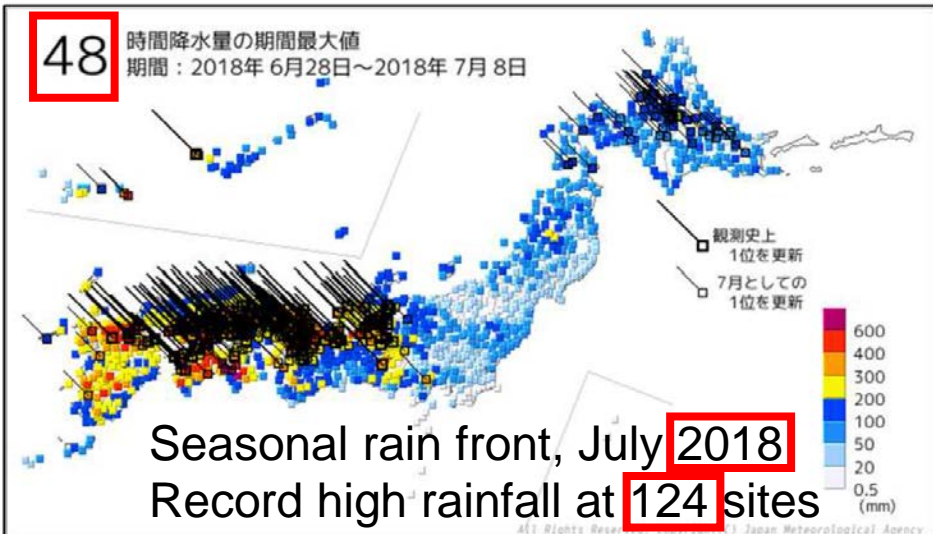 48
時間降水量の期間最大値
期間：2018年 6月28日～2018年 7月 8日
観測史上
1位を更新
7月としての
1位を更新
600
400
300
200
100
50
20
0.5
(mm)
Seasonal rain front, July 2018
Record high rainfall at 124 sites
All Rights Reserved. Copyright (C) Japan Meteorological Agency